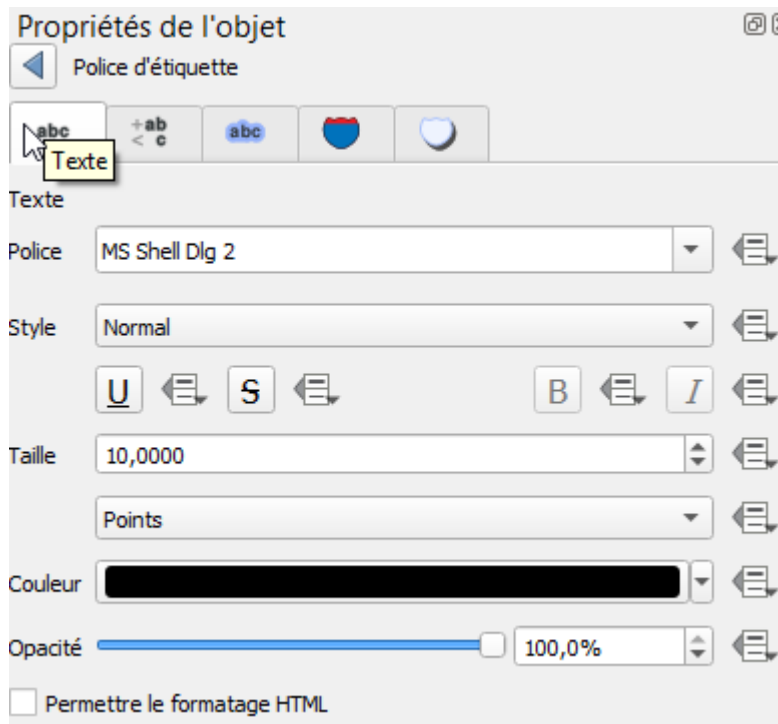 Propriétés de l'objet
Police d'étiquette
abc
+ab
< c
abc
Texte
Texte
Police MS Shell Dlg 2
Style Normal
U S B I
Taille 10,0000
Points
Couleur
Opacité 100,0%
Permettre le formatage HTML